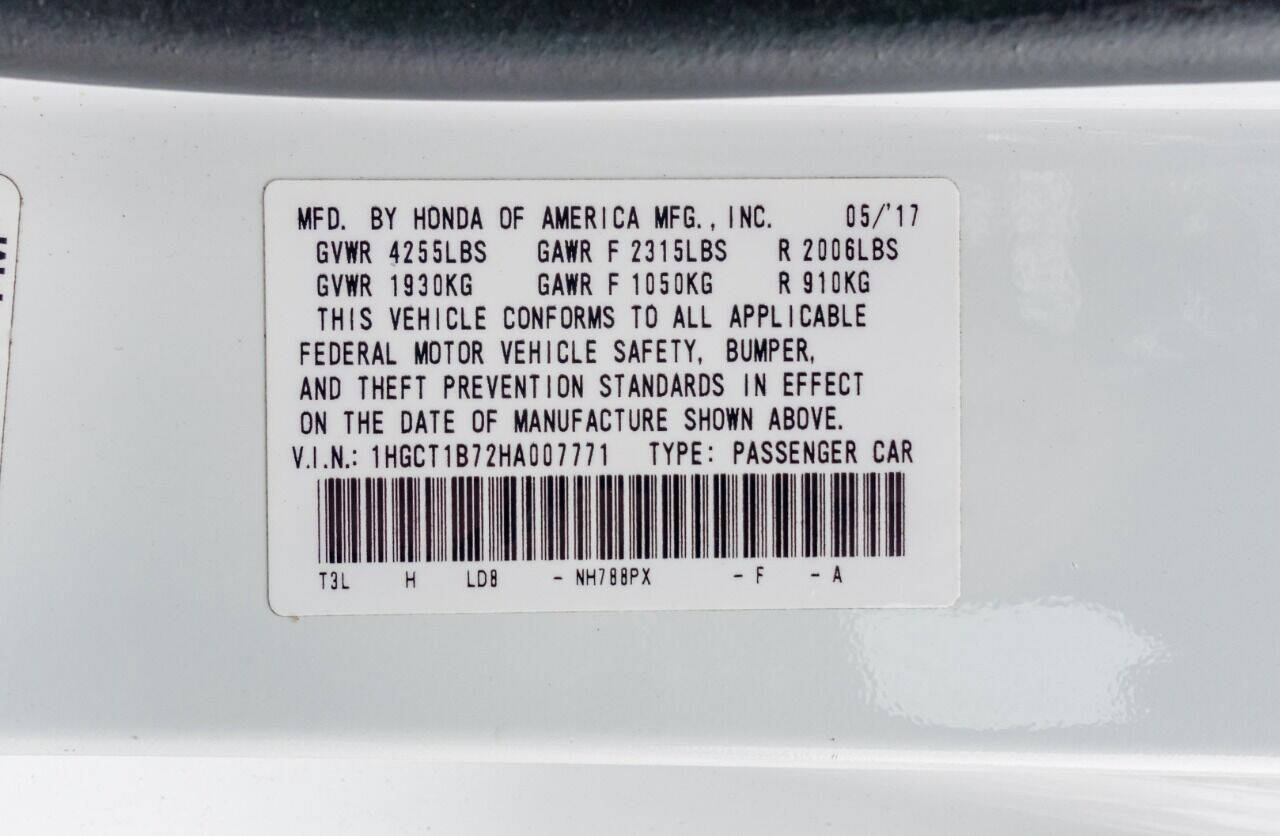 MFD. BY HONDA OF AMERICA MFG., INC. 05/'17
GVWR 4255LBS GAWR F 2315LBS R 2006LBS
GVWR 1930KG GAWR F 1050KG R 910KG
THIS VEHICLE CONFORMS TO ALL APPLICABLE
FEDERAL MOTOR VEHICLE SAFETY, BUMPER,
AND THEFT PREVENTION STANDARDS IN EFFECT
ON THE DATE OF MANUFACTURE SHOWN ABOVE.
V.I.N.: 1HGCT1B72HA007771 TYPE: PASSENGER CAR
T3L H LD8 - NH788PX - F - A